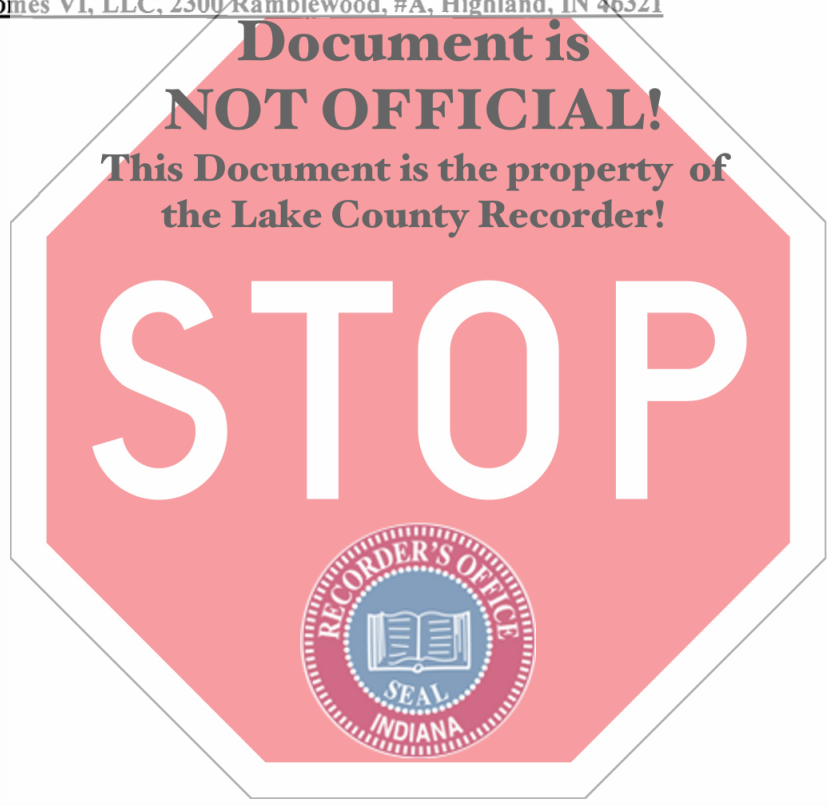 omes VI, LLC, 2300 Ramblewood, #A, Highland, IN 46321
Document is
NOT OFFICIAL!
This Document is the property of
the Lake County Recorder!
STOP
RECORDER'S OFFICE
SEAL
INDIANA